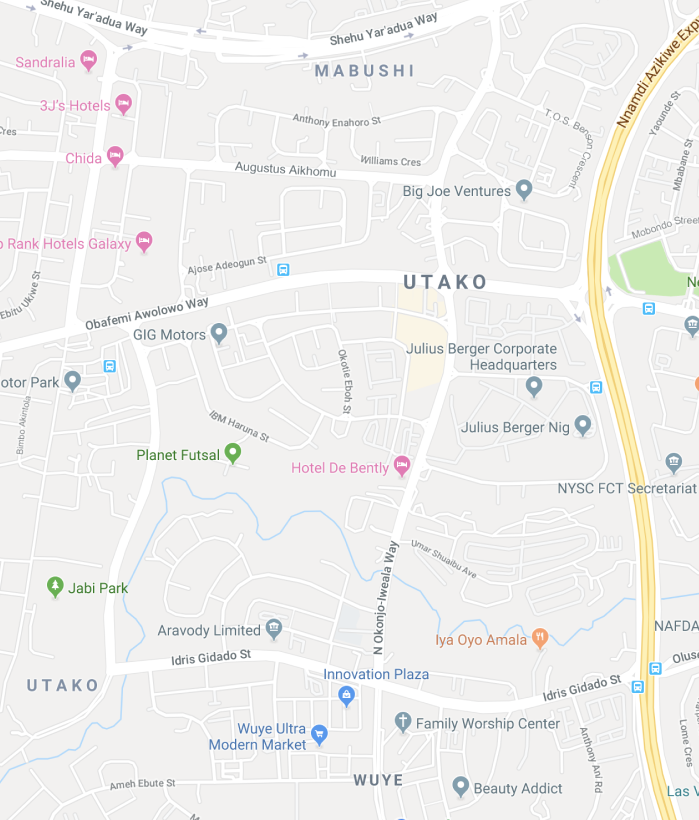 Shehu Yar'adua Way
Shehu Yar'adua Way
Sandralia
MABUSHI
3J's Hotels
Nnamdi Azikiwe Exp
Anthony Enahoro St
T.O.S. Benson
Crescent
Yaounde St
Cres
Chida
Williams Cres
Mbabane St
Augustus Aikhomu
Big Joe Ventures
Mobondo Street
o Rank Hotels Galaxy
Ajose Adeogun St
Ebitu Ukiwe St
UTAKO
Ne
Obafemi Awolowo Way
GIG Motors
Julius Berger Corporate
Headquarters
Okotie Eboh St
otor Park
Bimbo Akintola
IBM Haruna St
Julius Berger Nig
Planet Futsal
Hotel De Bently
NYSC FCT Secretariat
Umar Shuaibu Ave
N Okonjo-Iweala Way
Jabi Park
Aravody Limited
NAFDA
Iya Oyo Amala
Idris Gidado St
Oluse
UTAKO
Innovation Plaza
Idris Gidado St
Wuye Ultra
Modern Market
Family Worship Center
Anthony Ani Rd
Lome Cres
Ameh Ebute St
WUYE
Beauty Addict
Las V